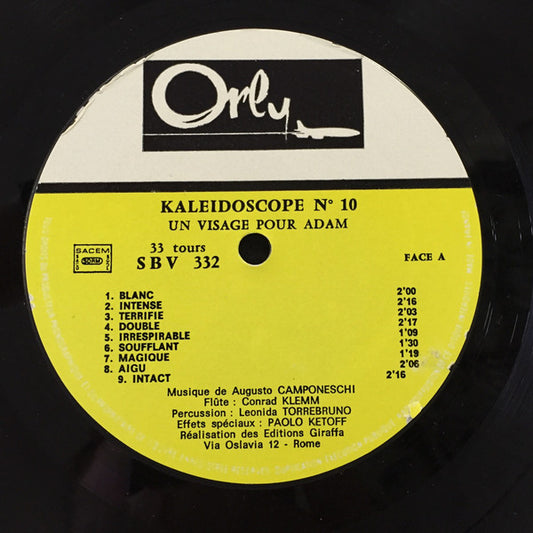 Orly
KALEIDOSCOPE N° 10
UN VISAGE POUR ADAM
SACEM
33 tours
SBV 332
FACE A
1. BLANC 2'00
2. INTENSE 2'16
3. TERRIFIE 2'03
4. DOUBLE 2'17
5. IRRESPIRABLE 1'09
6. SOUFFLANT 1'30
7. MAGIQUE 1'19
8. AIGU 2'06
9. INTACT 2'16
Musique de Augusto CAMPONESCHI
Flûte : Conrad KLEMM
Percussion : Leonida TORREBRUNO
Effets spéciaux : PAOLO KETOFF
Réalisation des Editions Giraffa
Via Oslavia 12 - Rome